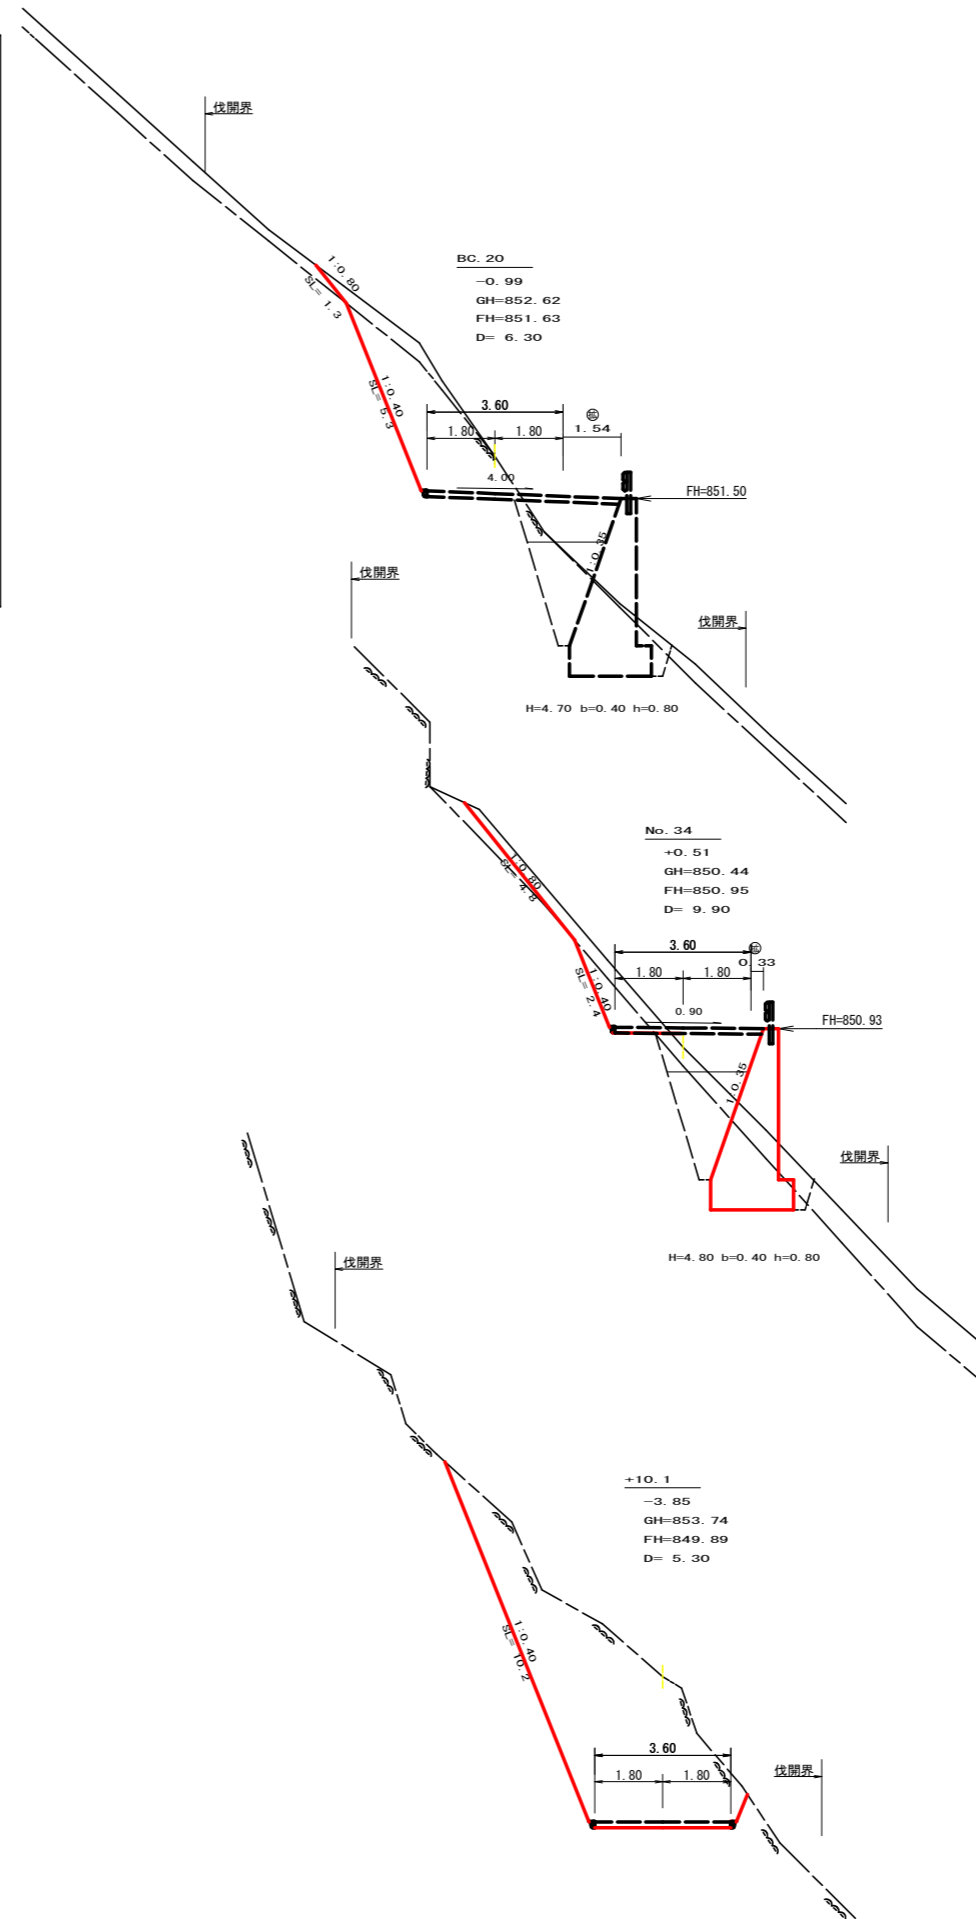 伐開界
BC. 20
-0. 99
GH=852. 62
FH=851. 63
D= 6. 30
1:0. 80
SL= 1. 3
1:0. 40
SL= 5. 3
3. 60
拡
1. 80
1. 80
1. 54
4. 00
FH=851. 50
1:0. 35
伐開界
伐開界
H=4. 70 b=0. 40 h=0. 80
No. 34
+0. 51
GH=850. 44
FH=850. 95
D= 9. 90
1:0. 80
SL= 4. 8
3. 60
拡
1. 80
1. 80
0. 33
1:0. 40
SL= 2. 4
0. 90
FH=850. 93
1:0. 35
伐開界
H=4. 80 b=0. 40 h=0. 80
伐開界
+10. 1
-3. 85
GH=853. 74
FH=849. 89
D= 5. 30
1:0. 40
SL= 10. 2
3. 60
1. 80
1. 80
伐開界